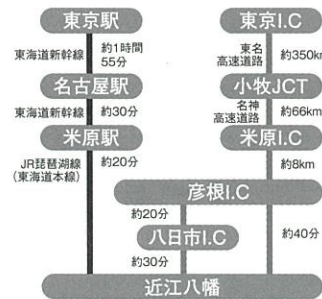 東京駅
東海道新幹線
約1時間
55分
名古屋駅
東海道新幹線
約30分
米原駅
JR琵琶湖線
(東海道本線)
約20分
東京I.C
東名
高速道路
約350km
小牧JCT
名神
高速道路
約66km
米原I.C
約8km
彦根I.C
約20分
八日市I.C
約30分
約40分
近江八幡